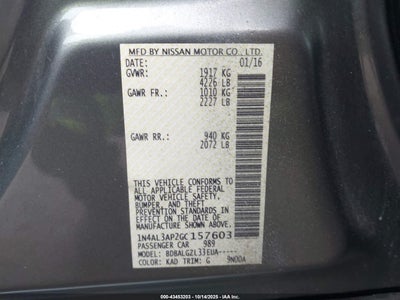 MFD BY NISSAN MOTOR CO., LTD.
DATE: 01/16
GVWR: 1917 KG
4226 LB
GAWR FR.: 1010 KG
2227 LB
GAWR RR.: 940 KG
2072 LB
THIS VEHICLE CONFORMS TO ALL
APPLICABLE FEDERAL
MOTOR VEHICLE SAFETY,
BUMPER, AND THEFT
PREVENTION STANDARDS
IN EFFECT ON THE DATE OF
MANUFACTURE SHOWN ABOVE.
1N4AL3AP2GC157603
PASSENGER CAR 989
MODEL: BDBALGZL33EUA-----
COLOR: KAD TRIM: G 9N00A
000-43453203 - 10/14/2025 - IAAI.COM